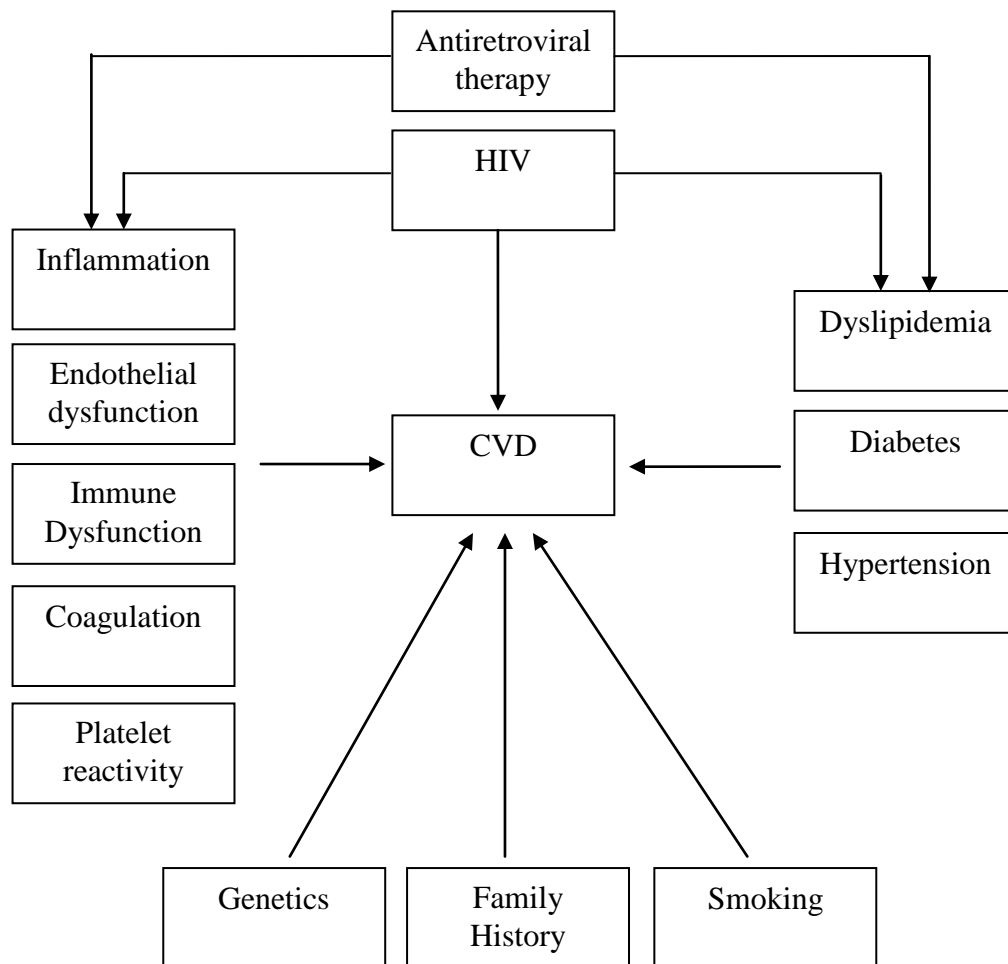 Antiretroviral
therapy
HIV
Inflammation
Dyslipidemia
Endothelial
dysfunction
CVD
Diabetes
Immune
Dysfunction
Hypertension
Coagulation
Platelet
reactivity
Genetics
Family
History
Smoking